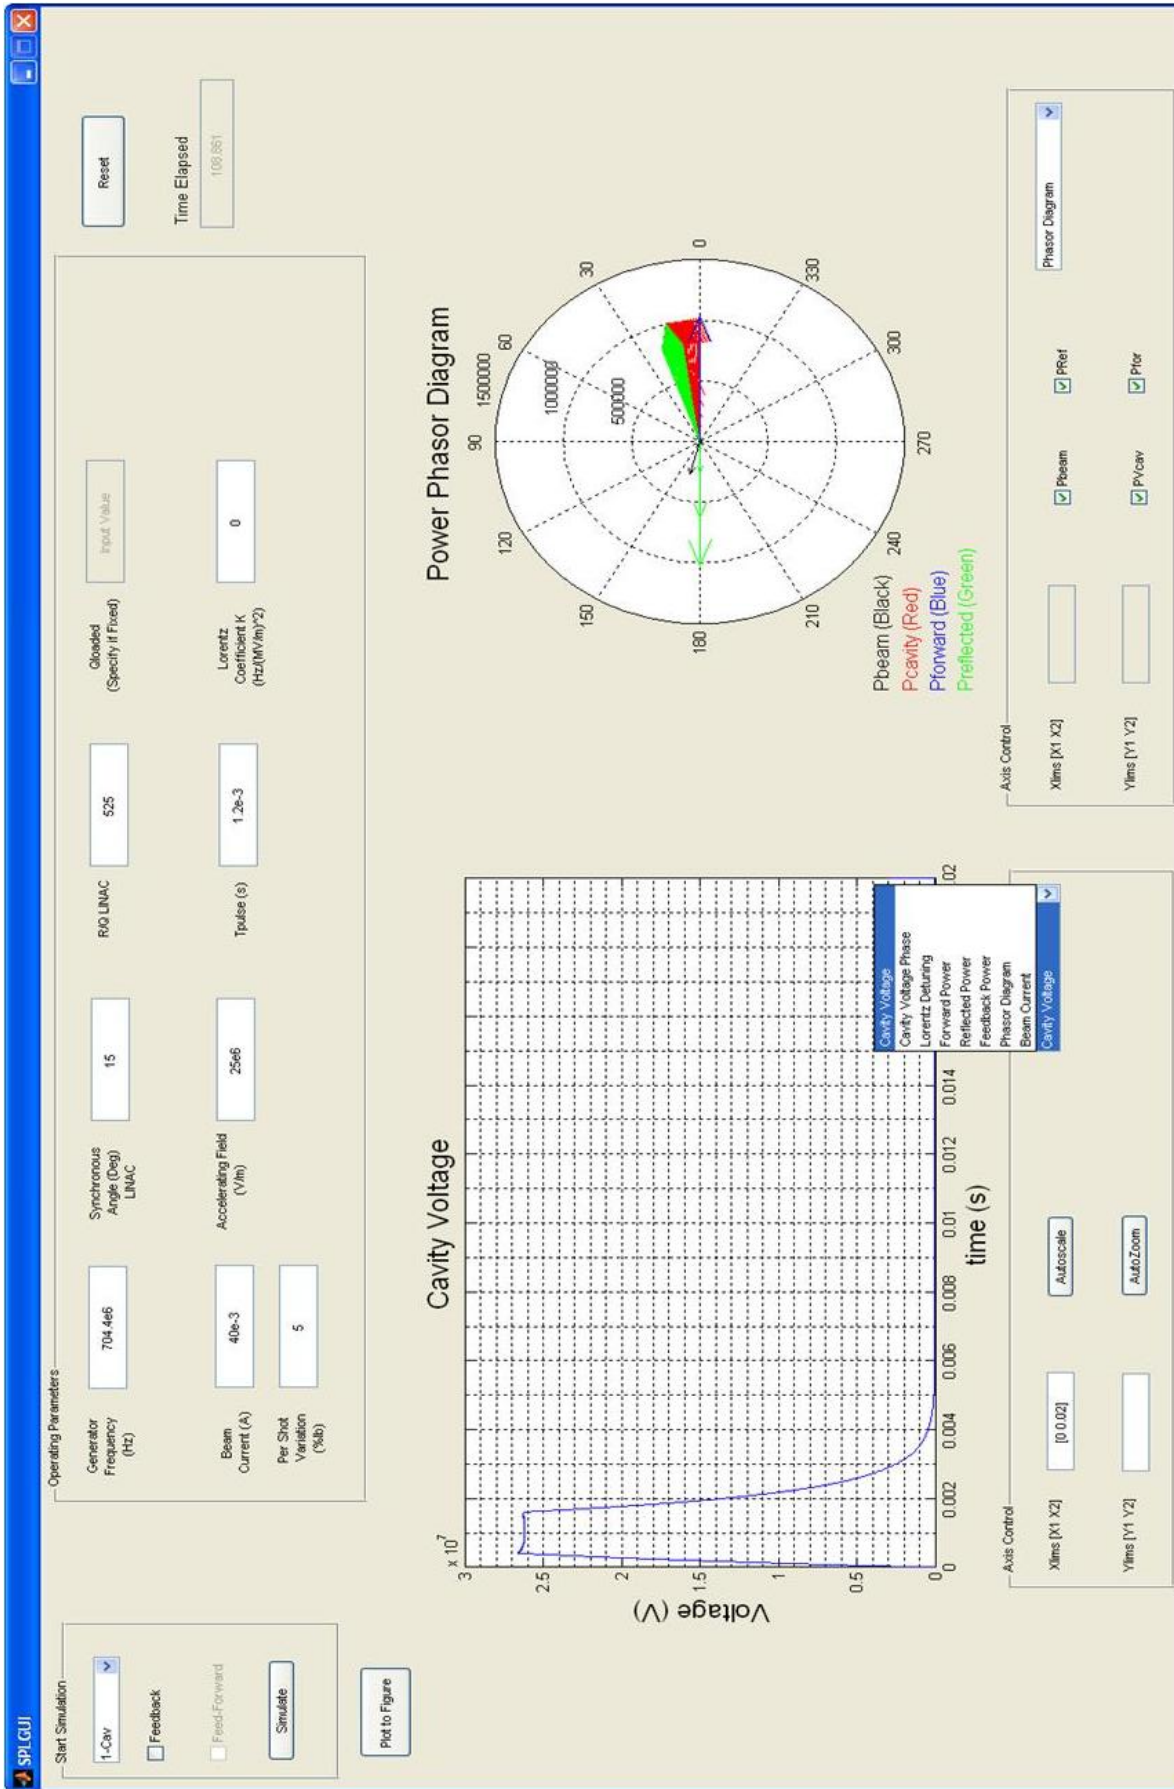 SPLGUI
Start Simulation
1-Cav
Feedback
Feed-Forward
Simulate
Plot to Figure
Operating Parameters
Generator
Frequency
(Hz)
704.4e6
Synchronous
Angle (Deg)
LINAC
15
R/Q LINAC
525
Qloaded
(Specify if Fixed)
Input Value
Beam
Current (A)
40e-3
Accelerating Field
(V/m)
25e6
Tpulse (s)
1.2e-3
Lorentz
Coefficient K
(Hz/(MV/m)^2)
0
Per Shot
Variation
(%Ib)
5
Reset
Time Elapsed
108.861
Cavity Voltage
x 10^7
3
2.5
2
1.5
1
0.5
0
Voltage (V)
0
0.002
0.004
0.006
0.008
0.01
0.012
0.014
02
time (s)
Cavity Voltage
Cavity Voltage Phase
Lorentz Detuning
Forward Power
Reflected Power
Feedback Power
Phasor Diagram
Beam Current
Cavity Voltage
Power Phasor Diagram
90
1500000
60
1000000
120
500000
30
150
0
180
330
210
300
240
270
Pbeam (Black)
Pcavity (Red)
Pforward (Blue)
Preflected (Green)
Axis Control
Xlims [X1 X2]
[0 0.02]
Autoscale
Ylims [Y1 Y2]
AutoZoom
Axis Control
Xlims [X1 X2]
Pbeam
PRef
Phasor Diagram
Ylims [Y1 Y2]
PVcav
Pfor